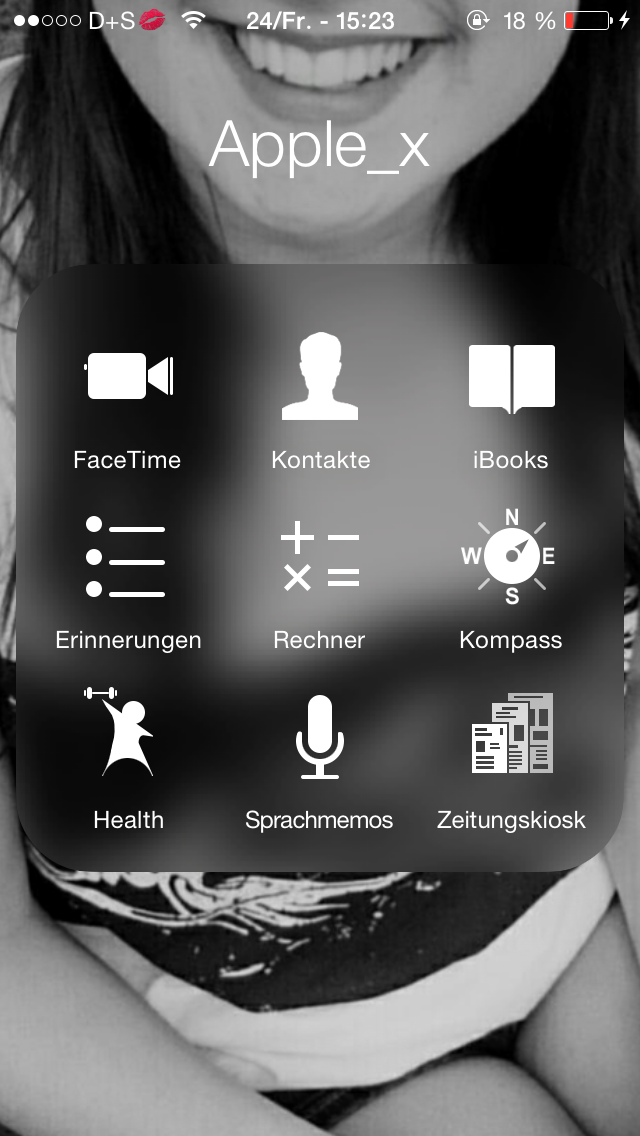 D+S💋 24/Fr. - 15:23 18 %
Apple_x
FaceTime Kontakte iBooks
N
W E
S
Erinnerungen Rechner Kompass
Health Sprachmemos Zeitungskiosk